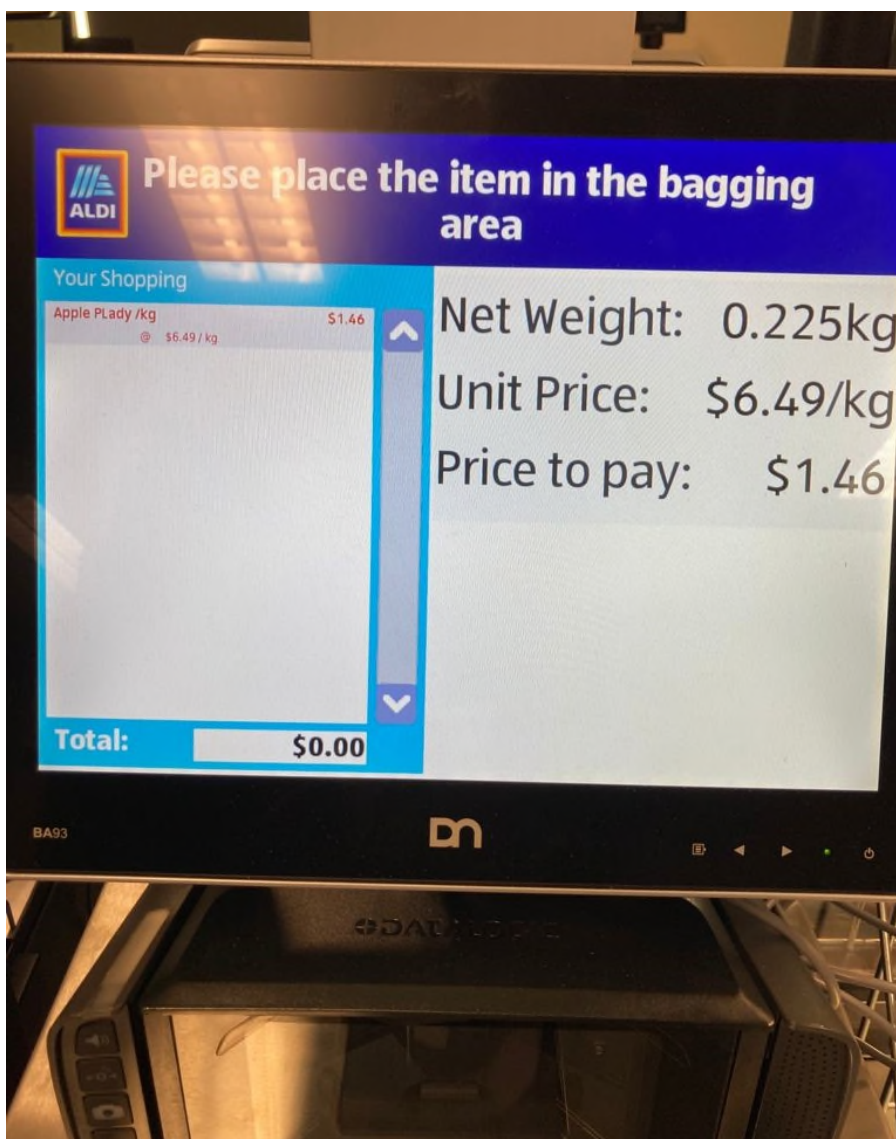 ALDI
Please place the item in the bagging
area
Your Shopping
Apple PLady /kg $1.46
@ $6.49 / kg
Net Weight: 0.225kg
Unit Price: $6.49/kg
Price to pay: $1.46
Total: $0.00
BA93
DN
DATALOGIC